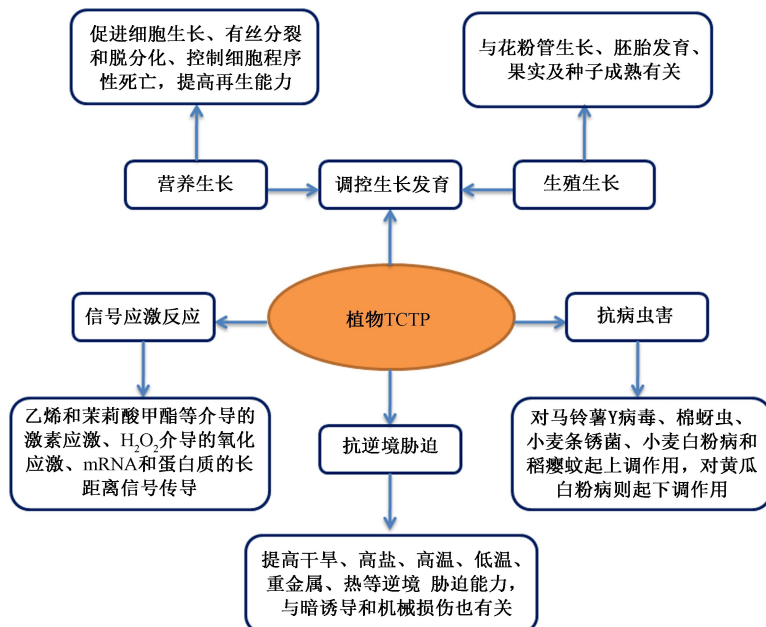 促进细胞生长、有丝分裂
和脱分化、控制细胞程序
性死亡，提高再生能力
与花粉管生长、胚胎发育、
果实及种子成熟有关
营养生长
调控生长发育
生殖生长
信号应激反应
植物TCTP
抗病虫害
乙烯和茉莉酸甲酯等介导的
激素应激、H₂O₂介导的氧化
应激、mRNA和蛋白质的长
距离信号传导
抗逆境胁迫
对马铃薯Y病毒、棉蚜虫、
小麦条锈菌、小麦白粉病和
稻瘿蚊起上调作用，对黄瓜
白粉病则起下调作用
提高干旱、高盐、高温、低温、
重金属、热等逆境 胁迫能力，
与暗诱导和机械损伤也有关